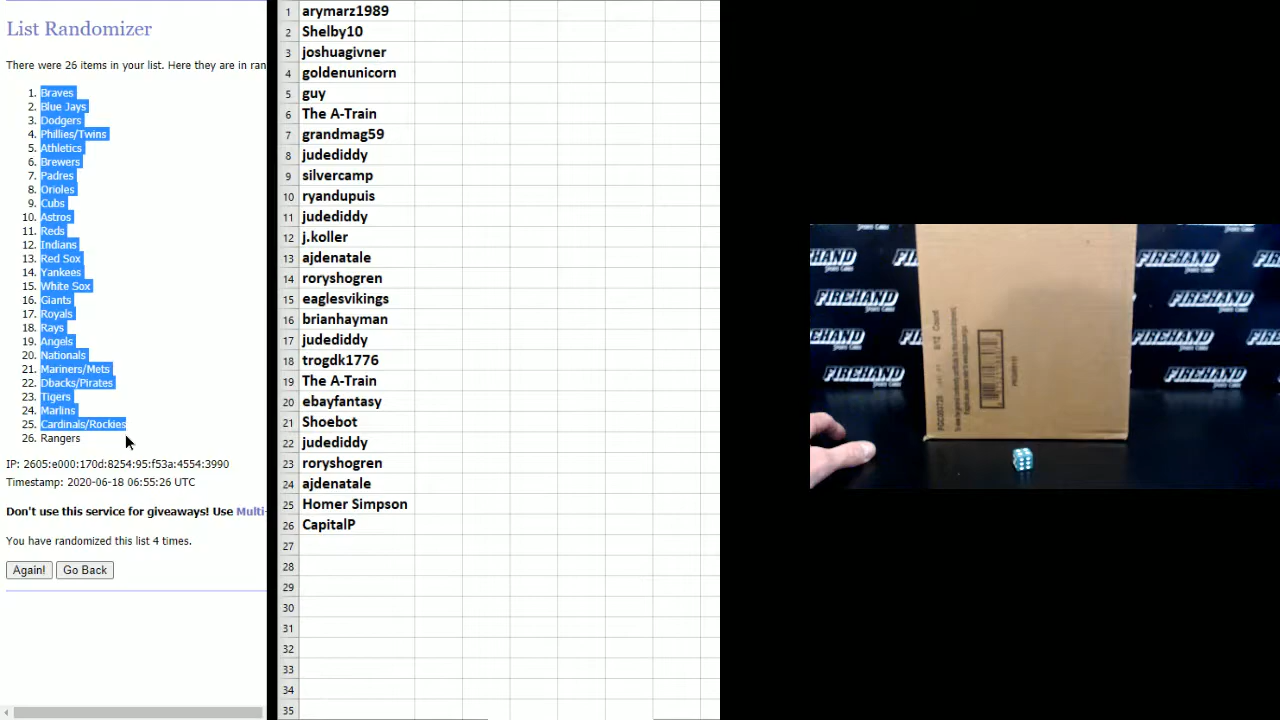 List Randomizer
There were 26 items in your list. Here they are in ran
1. Braves
2. Blue Jays
3. Dodgers
4. Phillies/Twins
5. Athletics
6. Brewers
7. Padres
8. Orioles
9. Cubs
10. Astros
11. Reds
12. Indians
13. Red Sox
14. Yankees
15. White Sox
16. Giants
17. Royals
18. Rays
19. Angels
20. Nationals
21. Mariners/Mets
22. Dbacks/Pirates
23. Tigers
24. Marlins
25. Cardinals/Rockies
26. Rangers
IP: 2605:e000:170d:8254:95:f53a:4554:3990
Timestamp: 2020-06-18 06:55:26 UTC
Don't use this service for giveaways! Use Multi-
You have randomized this list 4 times.
Again! Go Back
1 arymarz1989
2 Shelby10
3 joshuagivner
4 goldenunicorn
5 guy
6 The A-Train
7 grandmag59
8 judediddy
9 silvercamp
10 ryandupuis
11 judediddy
12 j.koller
13 ajdenatale
14 roryshogren
15 eaglesvikings
16 brianhayman
17 judediddy
18 trogdk1776
19 The A-Train
20 ebayfantasy
21 Shoebot
22 judediddy
23 roryshogren
24 ajdenatale
25 Homer Simpson
26 CapitalP
27
28
29
30
31
32
33
34
35
FIREHAND
FIREHAND
FIREHAND
FIREHAND
FIREHAND
FIREHAND